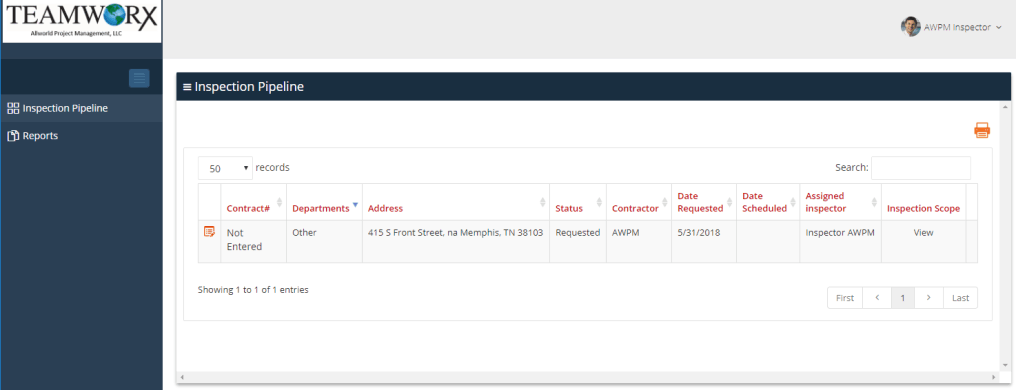 TEAMWORX
Allworld Project Management, LLC
AWPM Inspector
Inspection Pipeline
Reports
Inspection Pipeline
50 records
Search:
Contract# Departments Address Status Contractor Date Requested Date Scheduled Assigned inspector Inspection Scope
Not Entered Other 415 S Front Street, na Memphis, TN 38103 Requested AWPM 5/31/2018 Inspector AWPM View
Showing 1 to 1 of 1 entries
First < 1 > Last